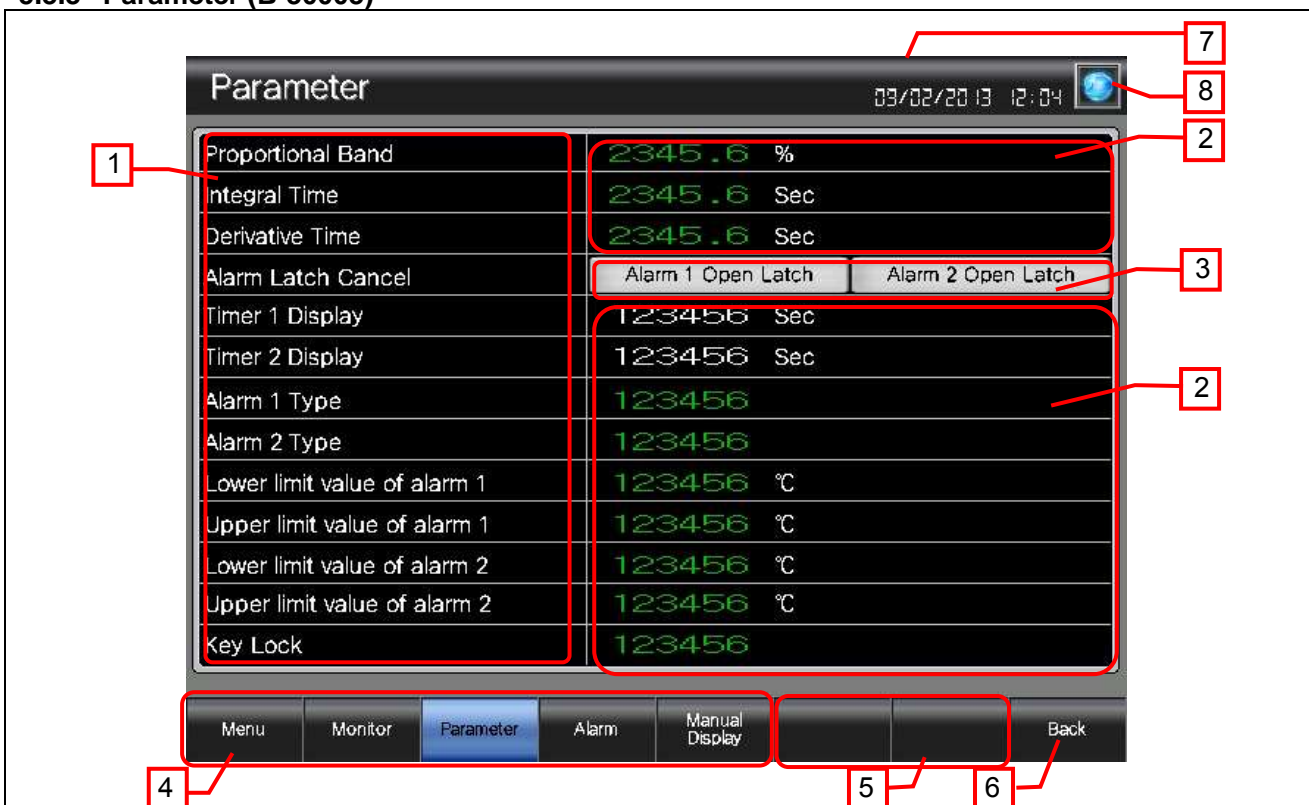 7
Parameter
09/02/2013 12:04
8
1
2
Proportional Band 2345.6 %
Integral Time 2345.6 Sec
Derivative Time 2345.6 Sec
Alarm Latch Cancel Alarm 1 Open Latch Alarm 2 Open Latch
3
Timer 1 Display 123456 Sec
Timer 2 Display 123456 Sec
2
Alarm 1 Type 123456
Alarm 2 Type 123456
Lower limit value of alarm 1 123456 ℃
Upper limit value of alarm 1 123456 ℃
Lower limit value of alarm 2 123456 ℃
Upper limit value of alarm 2 123456 ℃
Key Lock 123456
Menu Monitor Parameter Alarm Manual Display Back
4 5 6